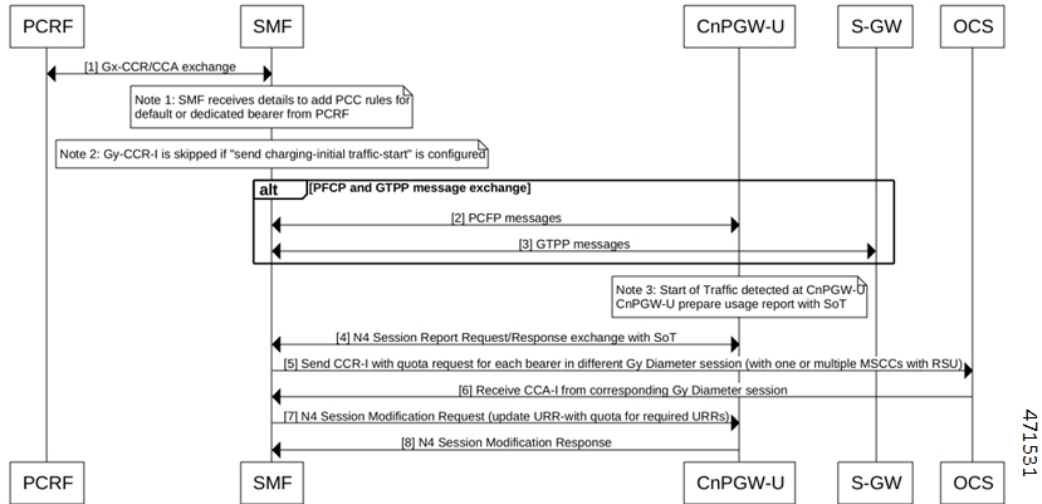 PCRF SMF CnPGW-U S-GW OCS
[1] Gx-CCR/CCA exchange
Note 1: SMF receives details to add PCC rules for
default or dedicated bearer from PCRF
Note 2: Gy-CCR-I is skipped if "send charging-initial traffic-start" is configured
alt [PFCP and GTPP message exchange]
[2] PCFP messages
[3] GTPP messages
Note 3: Start of Traffic detected at CnPGW-U
CnPGW-U prepare usage report with SoT
[4] N4 Session Report Request/Response exchange with SoT
[5] Send CCR-I with quota request for each bearer in different Gy Diameter session (with one or multiple MSCCs with RSU)
[6] Receive CCA-I from corresponding Gy Diameter session
[7] N4 Session Modification Request (update URR-with quota for required URRs)
[8] N4 Session Modification Response
PCRF SMF CnPGW-U S-GW OCS
471531